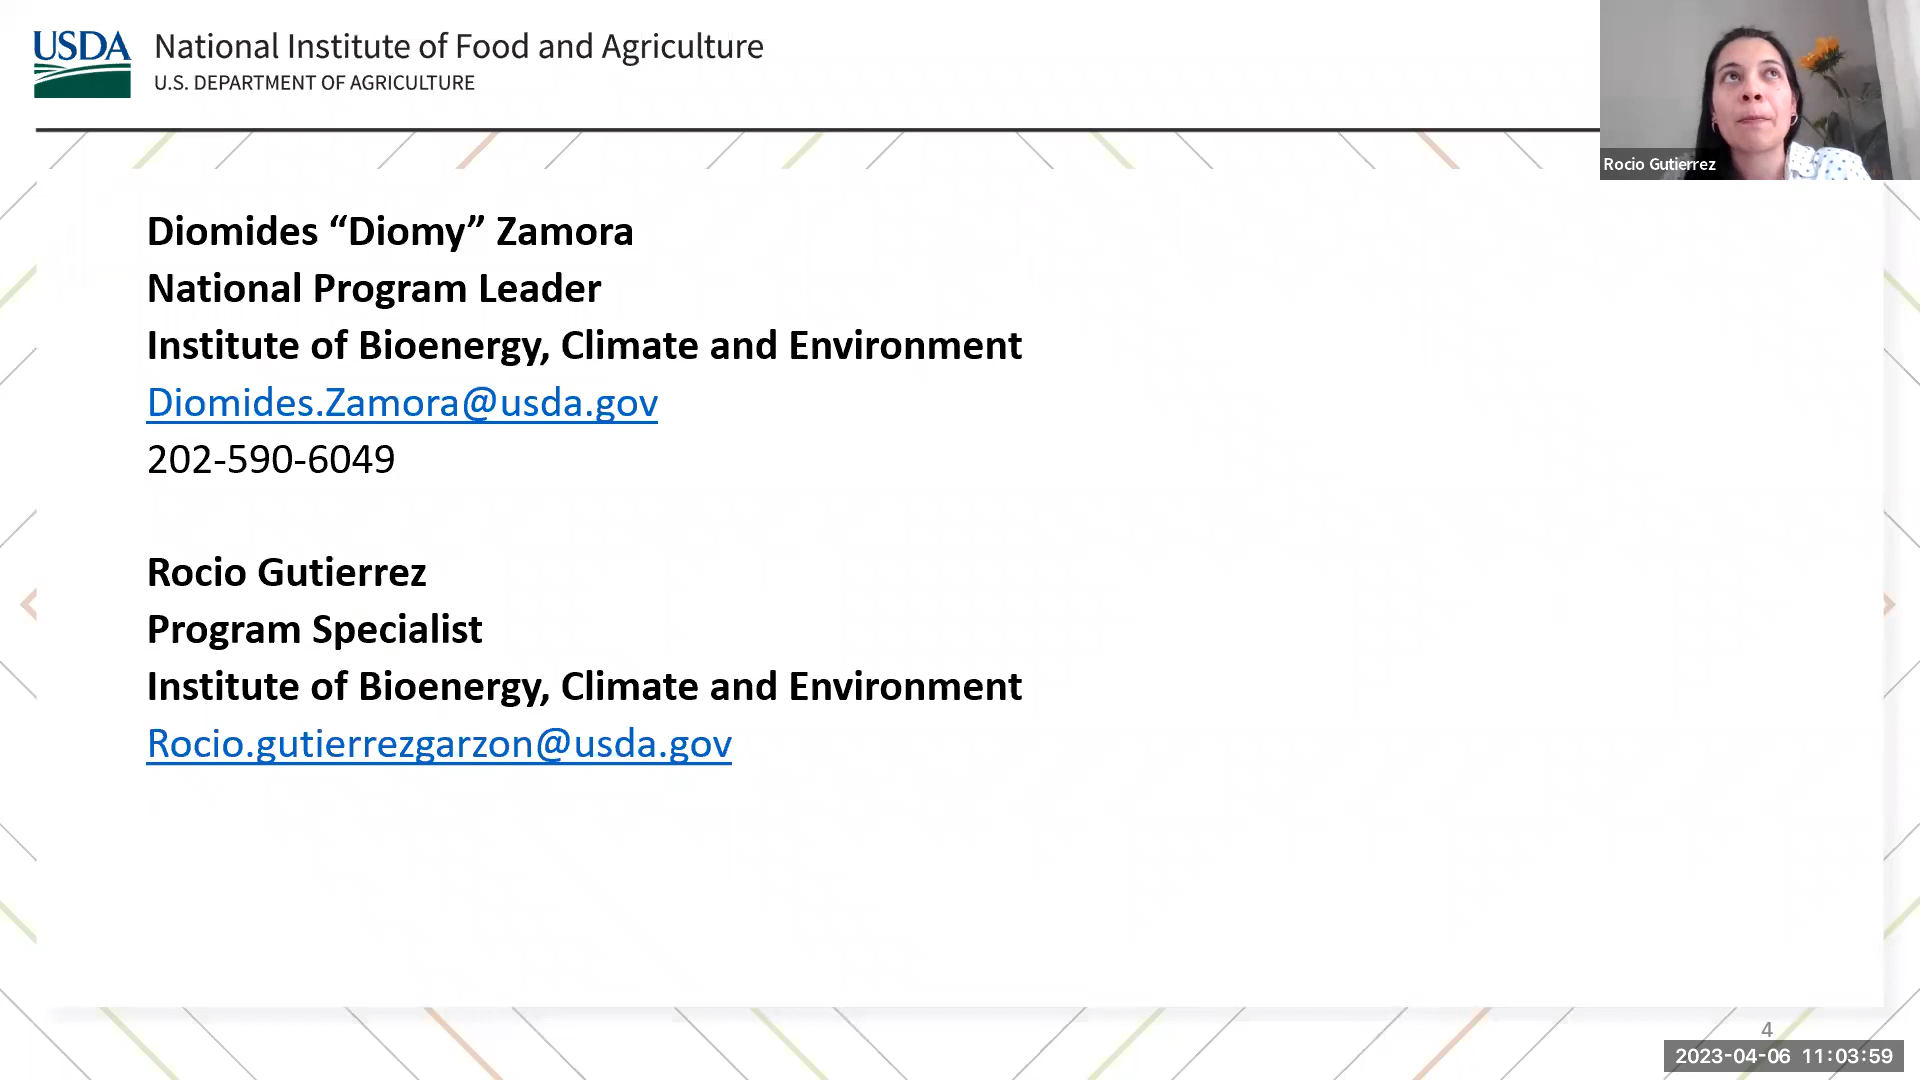 USDA
National Institute of Food and Agriculture
U.S. DEPARTMENT OF AGRICULTURE
Rocio Gutierrez
Diomides “Diomy” Zamora
National Program Leader
Institute of Bioenergy, Climate and Environment
Diomides.Zamora@usda.gov
202-590-6049
Rocio Gutierrez
Program Specialist
Institute of Bioenergy, Climate and Environment
Rocio.gutierrezgarzon@usda.gov
4
2023-04-06 11:03:59